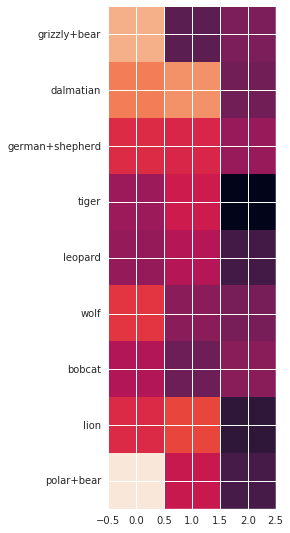 grizzly+bear
dalmatian
german+shepherd
tiger
leopard
wolf
bobcat
lion
polar+bear
−0.5 0.0 0.5 1.0 1.5 2.0 2.5